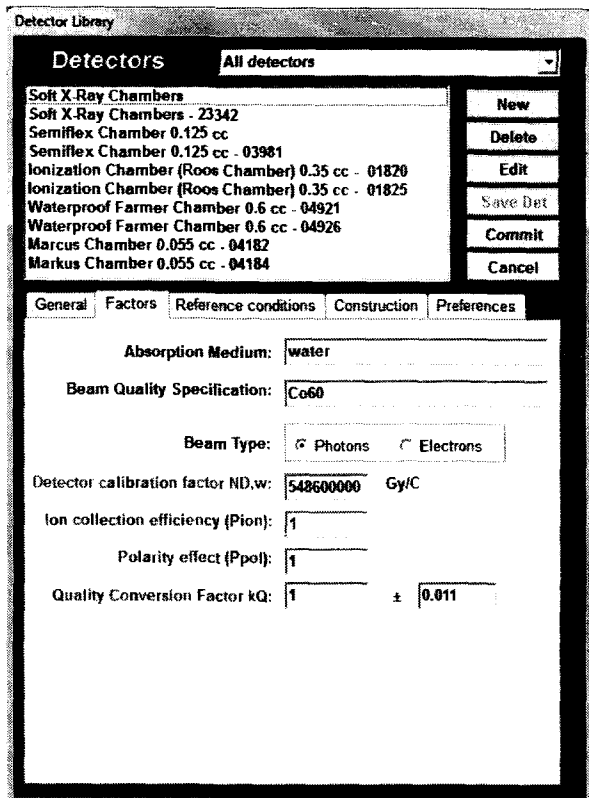 Detector Library
Detectors All detectors
Soft X-Ray Chambers
Soft X-Ray Chambers - 23342
Semiflex Chamber 0.125 cc
Semiflex Chamber 0.125 cc - 03981
Ionization Chamber (Roos Chamber) 0.35 cc - 01820
Ionization Chamber (Roos Chamber) 0.35 cc - 01825
Waterproof Farmer Chamber 0.6 cc - 04921
Waterproof Farmer Chamber 0.6 cc - 04926
Marcus Chamber 0.055 cc - 04182
Markus Chamber 0.055 cc - 04184
New
Delete
Edit
Save Det
Commit
Cancel
General Factors Reference conditions Construction Preferences
Absorption Medium: water
Beam Quality Specification: Co60
Beam Type: Photons Electrons
Detector calibration factor ND,w: 548600000 Gy/C
Ion collection efficiency (Pion): 1
Polarity effect (Ppol): 1
Quality Conversion Factor kQ: 1 ± 0.011